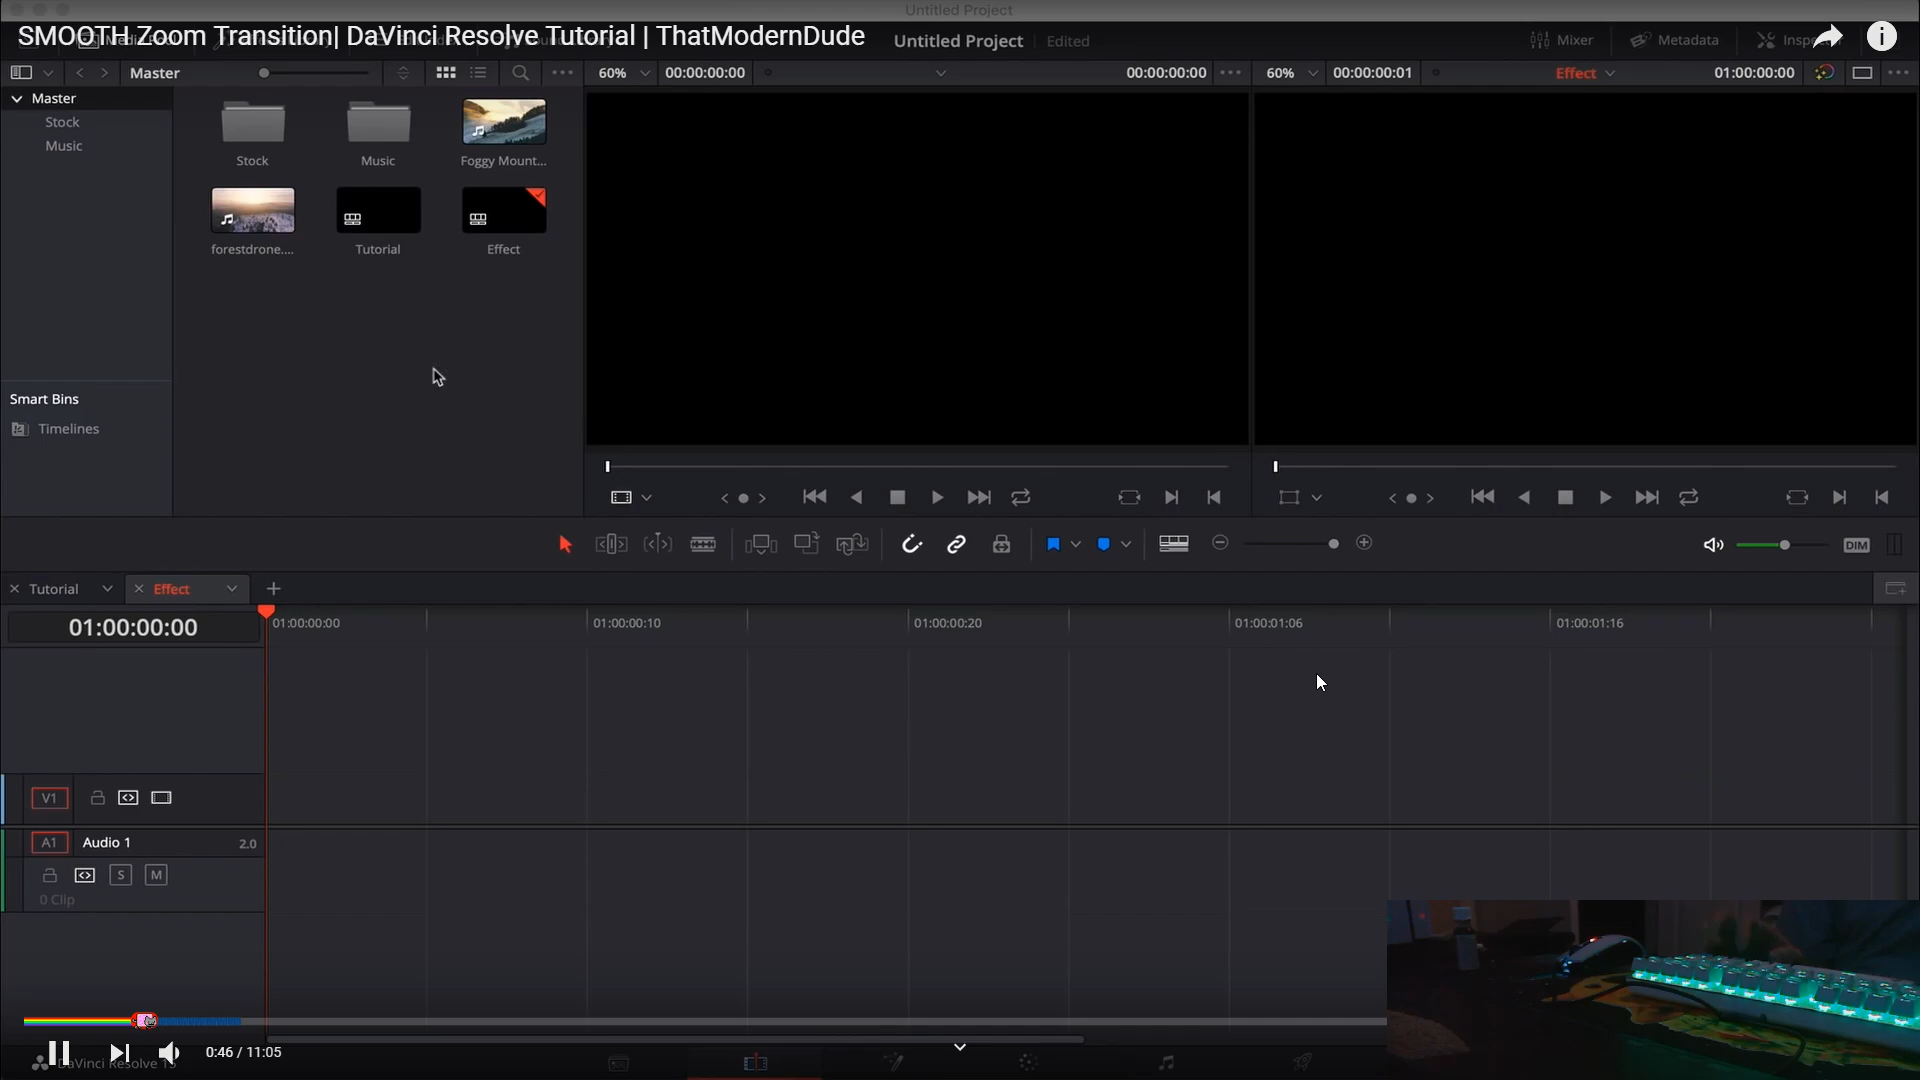 Untitled Project
SMOOTH Zoom Transition| DaVinci Resolve Tutorial | ThatModernDude
Untitled Project Edited
Mixer Metadata
Master 60% 00:00:00:00 00:00:00:00 60% 00:00:00:01 Effect 01:00:00:00
Master
Stock
Music
Stock Music Foggy Mount...
forestdrone.... Tutorial Effect
Smart Bins
Timelines
DIM
Tutorial Effect
01:00:00:00
01:00:00:00 01:00:00:10 01:00:00:20 01:00:01:06 01:00:01:16
V1
A1 Audio 1 2.0
S M
0 Clip
0:46 / 11:05